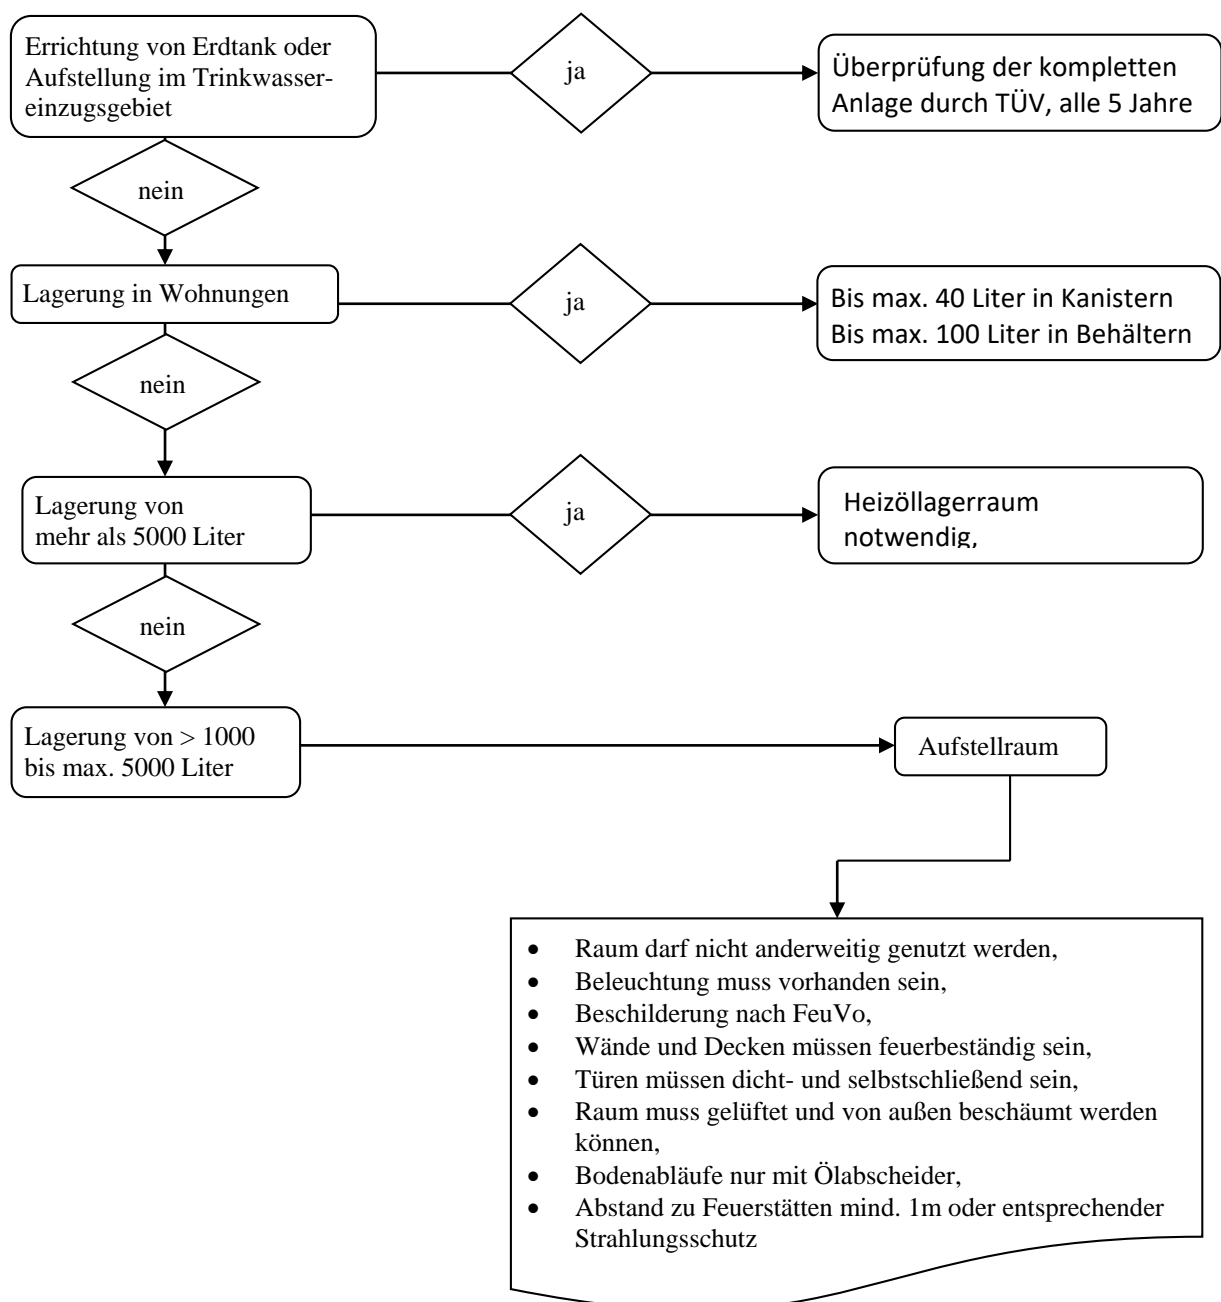 Errichtung von Erdtank oder
Aufstellung im Trinkwasser-
einzugsgebiet
ja
Überprüfung der kompletten
Anlage durch TÜV, alle 5 Jahre
nein
Lagerung in Wohnungen
ja
Bis max. 40 Liter in Kanistern
Bis max. 100 Liter in Behältern
nein
Lagerung von
mehr als 5000 Liter
ja
Heizöllagerraum
notwendig,
nein
Lagerung von > 1000
bis max. 5000 Liter
Aufstellraum
• Raum darf nicht anderweitig genutzt werden,
• Beleuchtung muss vorhanden sein,
• Beschilderung nach FeuVo,
• Wände und Decken müssen feuerbeständig sein,
• Türen müssen dicht- und selbstschließend sein,
• Raum muss gelüftet und von außen beschäumt werden
können,
• Bodenabläufe nur mit Ölabscheider,
• Abstand zu Feuerstätten mind. 1m oder entsprechender
Strahlungsschutz